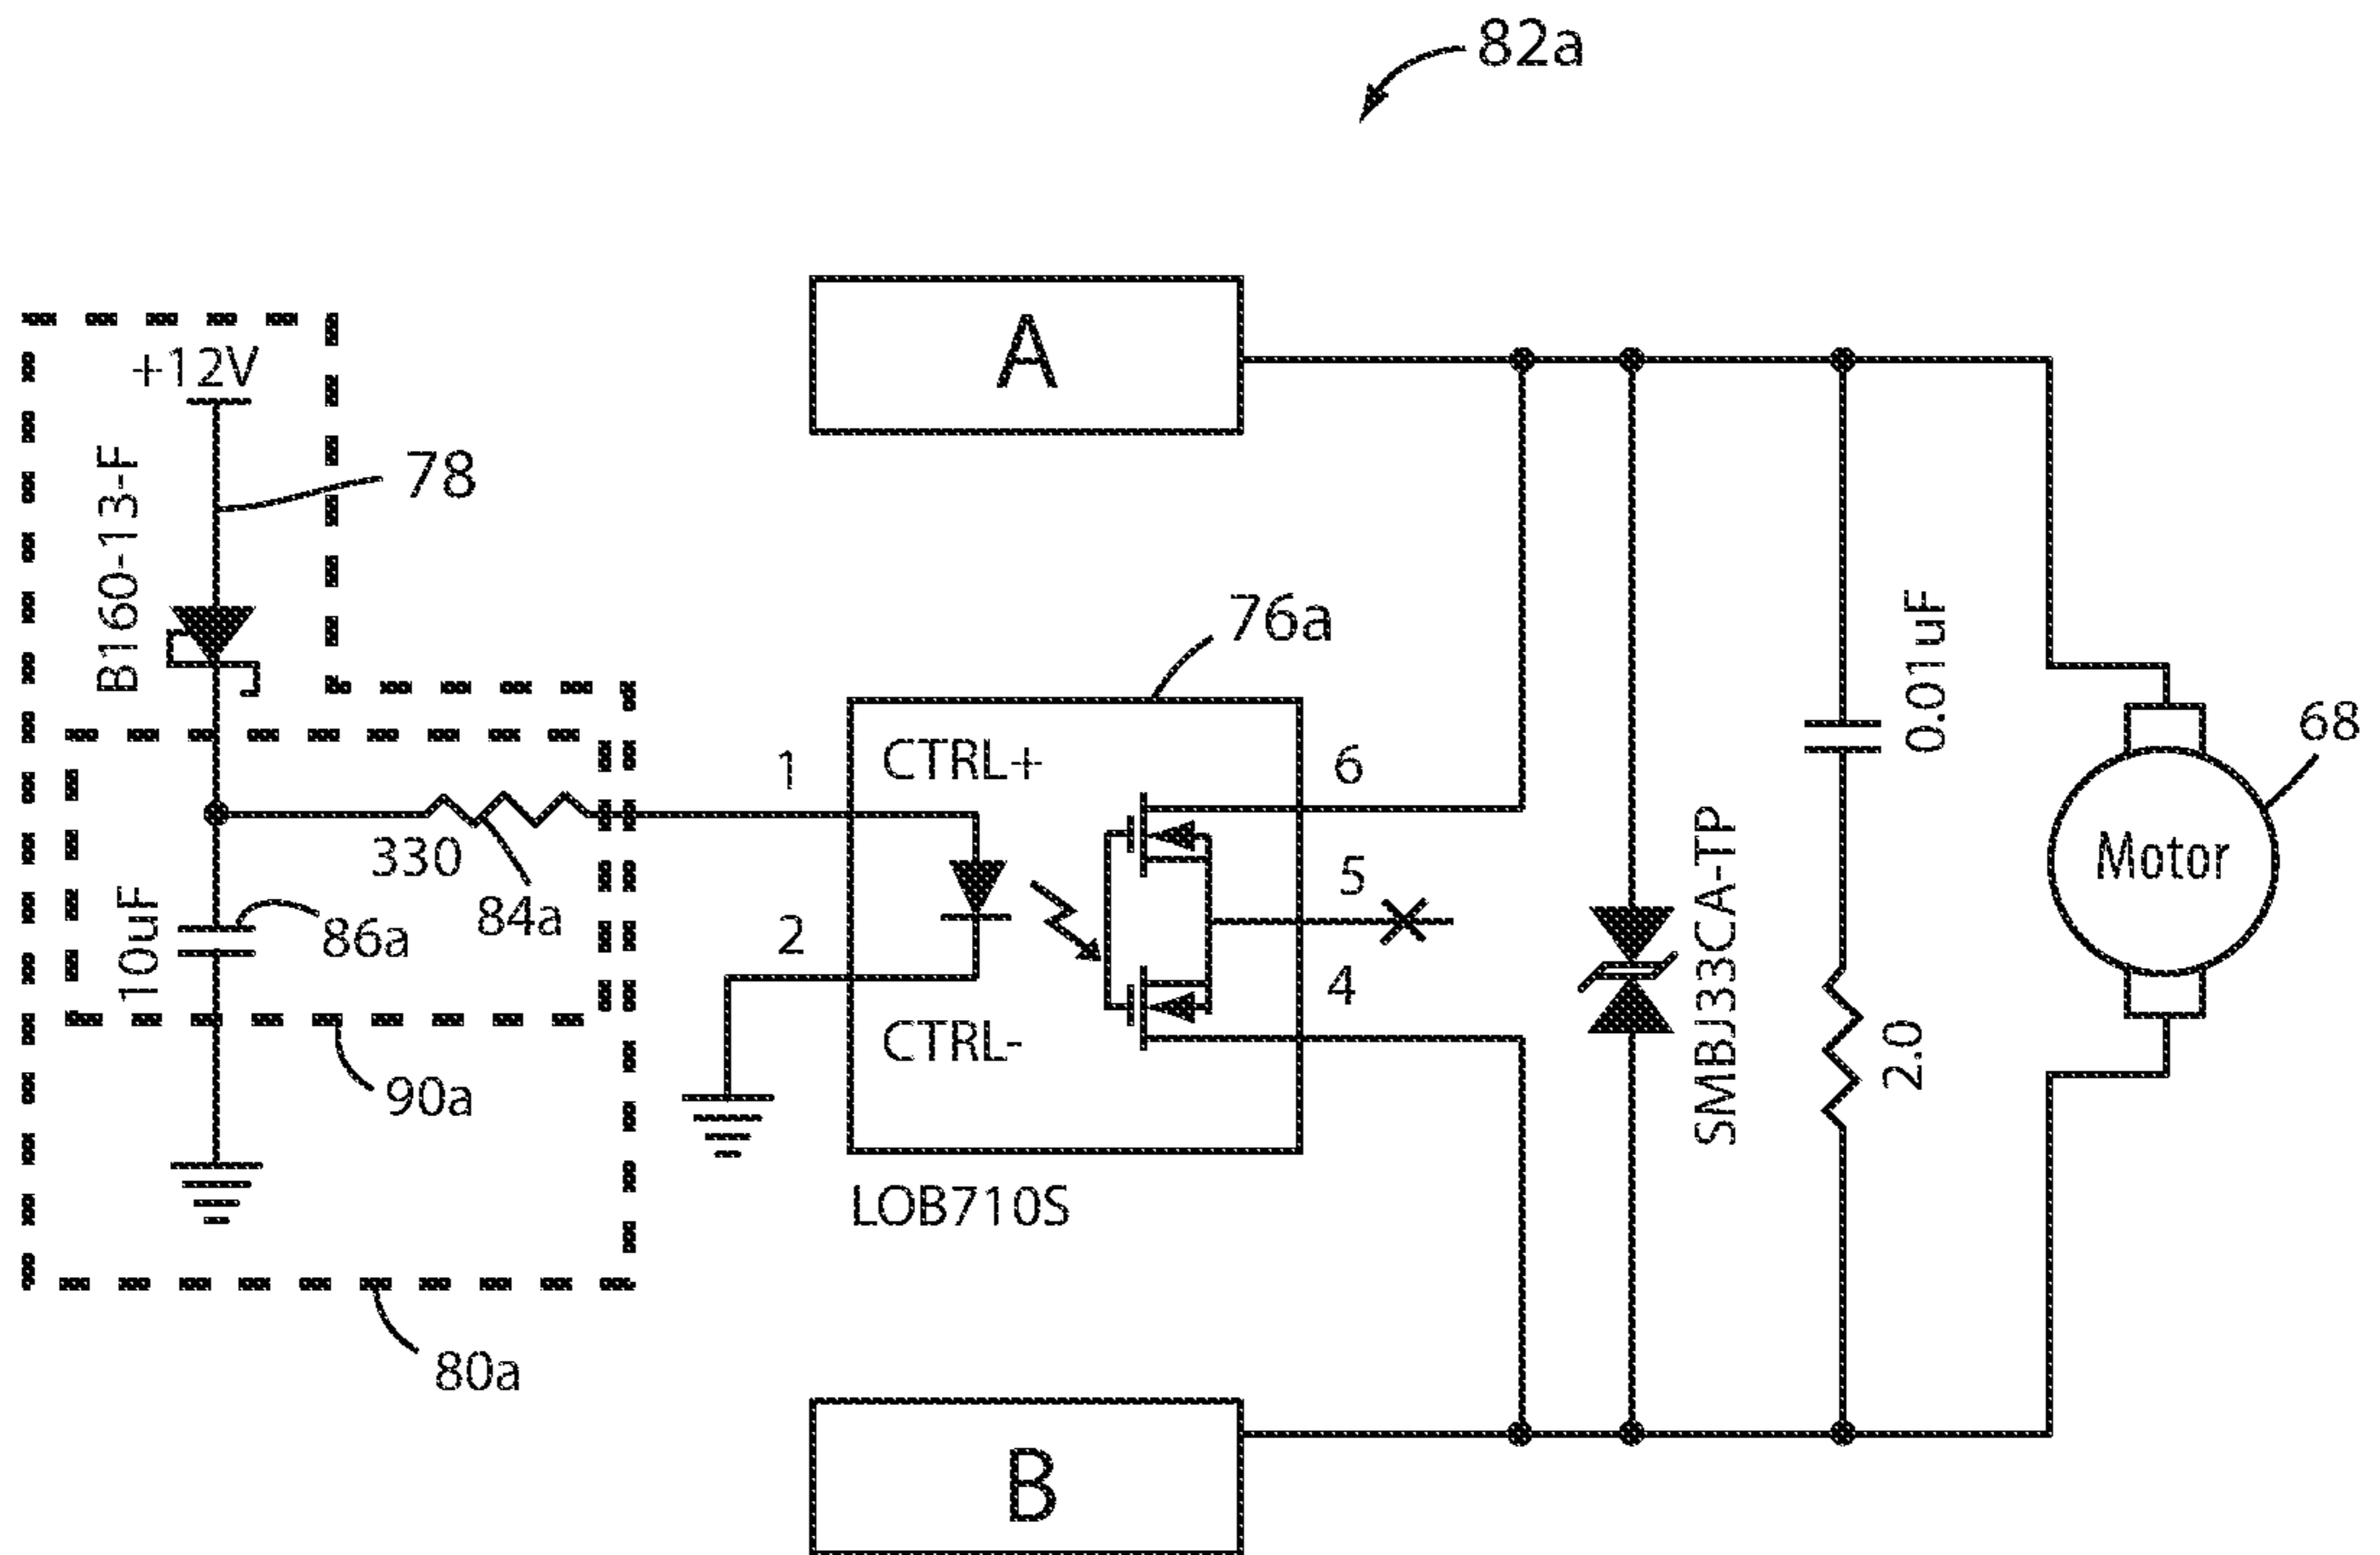 82a
A
+12V
B160-13-F
78
76a
0.01uF
68
CTRL+
1
6
330
84a
10uF
86a
2
5
4
SMBJ33CA-TP
Motor
CTRL-
2.0
90a
LOB710S
80a
B